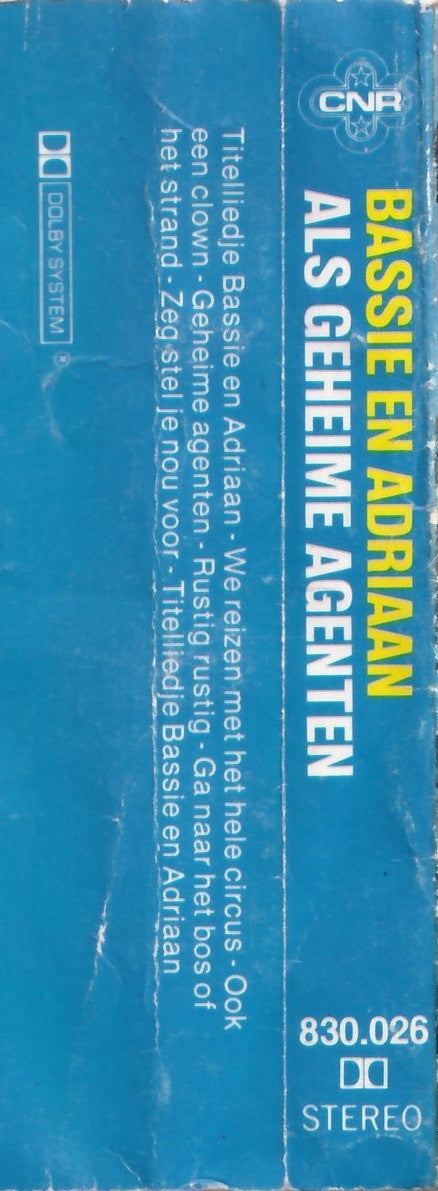 CNR
BASSIE EN ADRIAAN
ALS GEHEIME AGENTEN
830.026
STEREO
Titelliedje Bassie en Adriaan - We reizen met het hele circus - Ook
een clown - Geheime agenten - Rustig rustig - Ga naar het bos of
het strand - Zeg stel je nou voor - Titelliedje Bassie en Adriaan
DOLBY SYSTEM ®